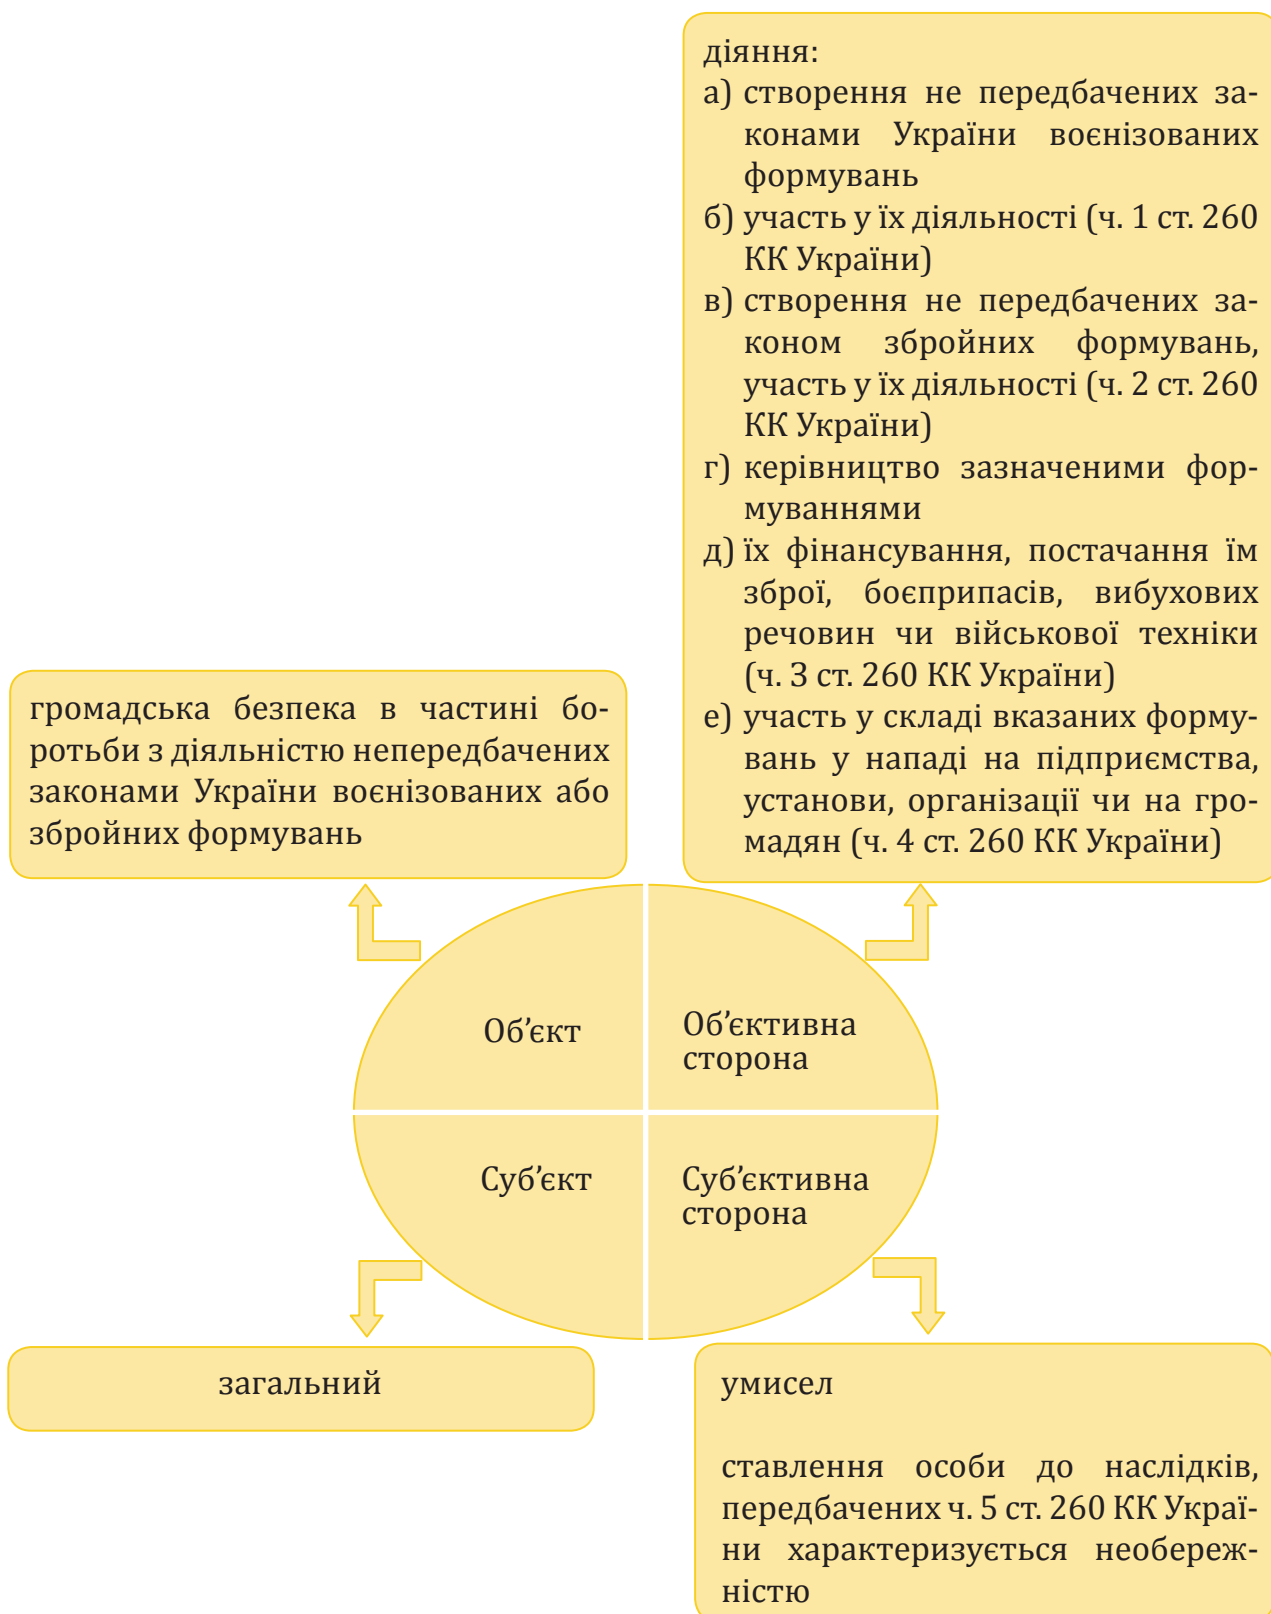 діяння:
а) створення не передбачених за-
конами України воєнізованих
формувань
б) участь у їх діяльності (ч. 1 ст. 260
КК України)
в) створення не передбачених за-
коном збройних формувань,
участь у їх діяльності (ч. 2 ст. 260
КК України)
г) керівництво зазначеними фор-
муваннями
д) їх фінансування, постачання їм
зброї, боєприпасів, вибухових
речовин чи військової техніки
(ч. 3 ст. 260 КК України)
е) участь у складі вказаних форму-
вань у нападі на підприємства,
установи, організації чи на гро-
мадян (ч. 4 ст. 260 КК України)
громадська безпека в частині бо-
ротьби з діяльністю непередбачених
законами України воєнізованих або
збройних формувань
Об’єкт
Об’єктивна
сторона
Суб’єкт
Суб’єктивна
сторона
загальний
умисел
ставлення особи до наслідків,
передбачених ч. 5 ст. 260 КК Украї-
ни характеризується необереж-
ністю